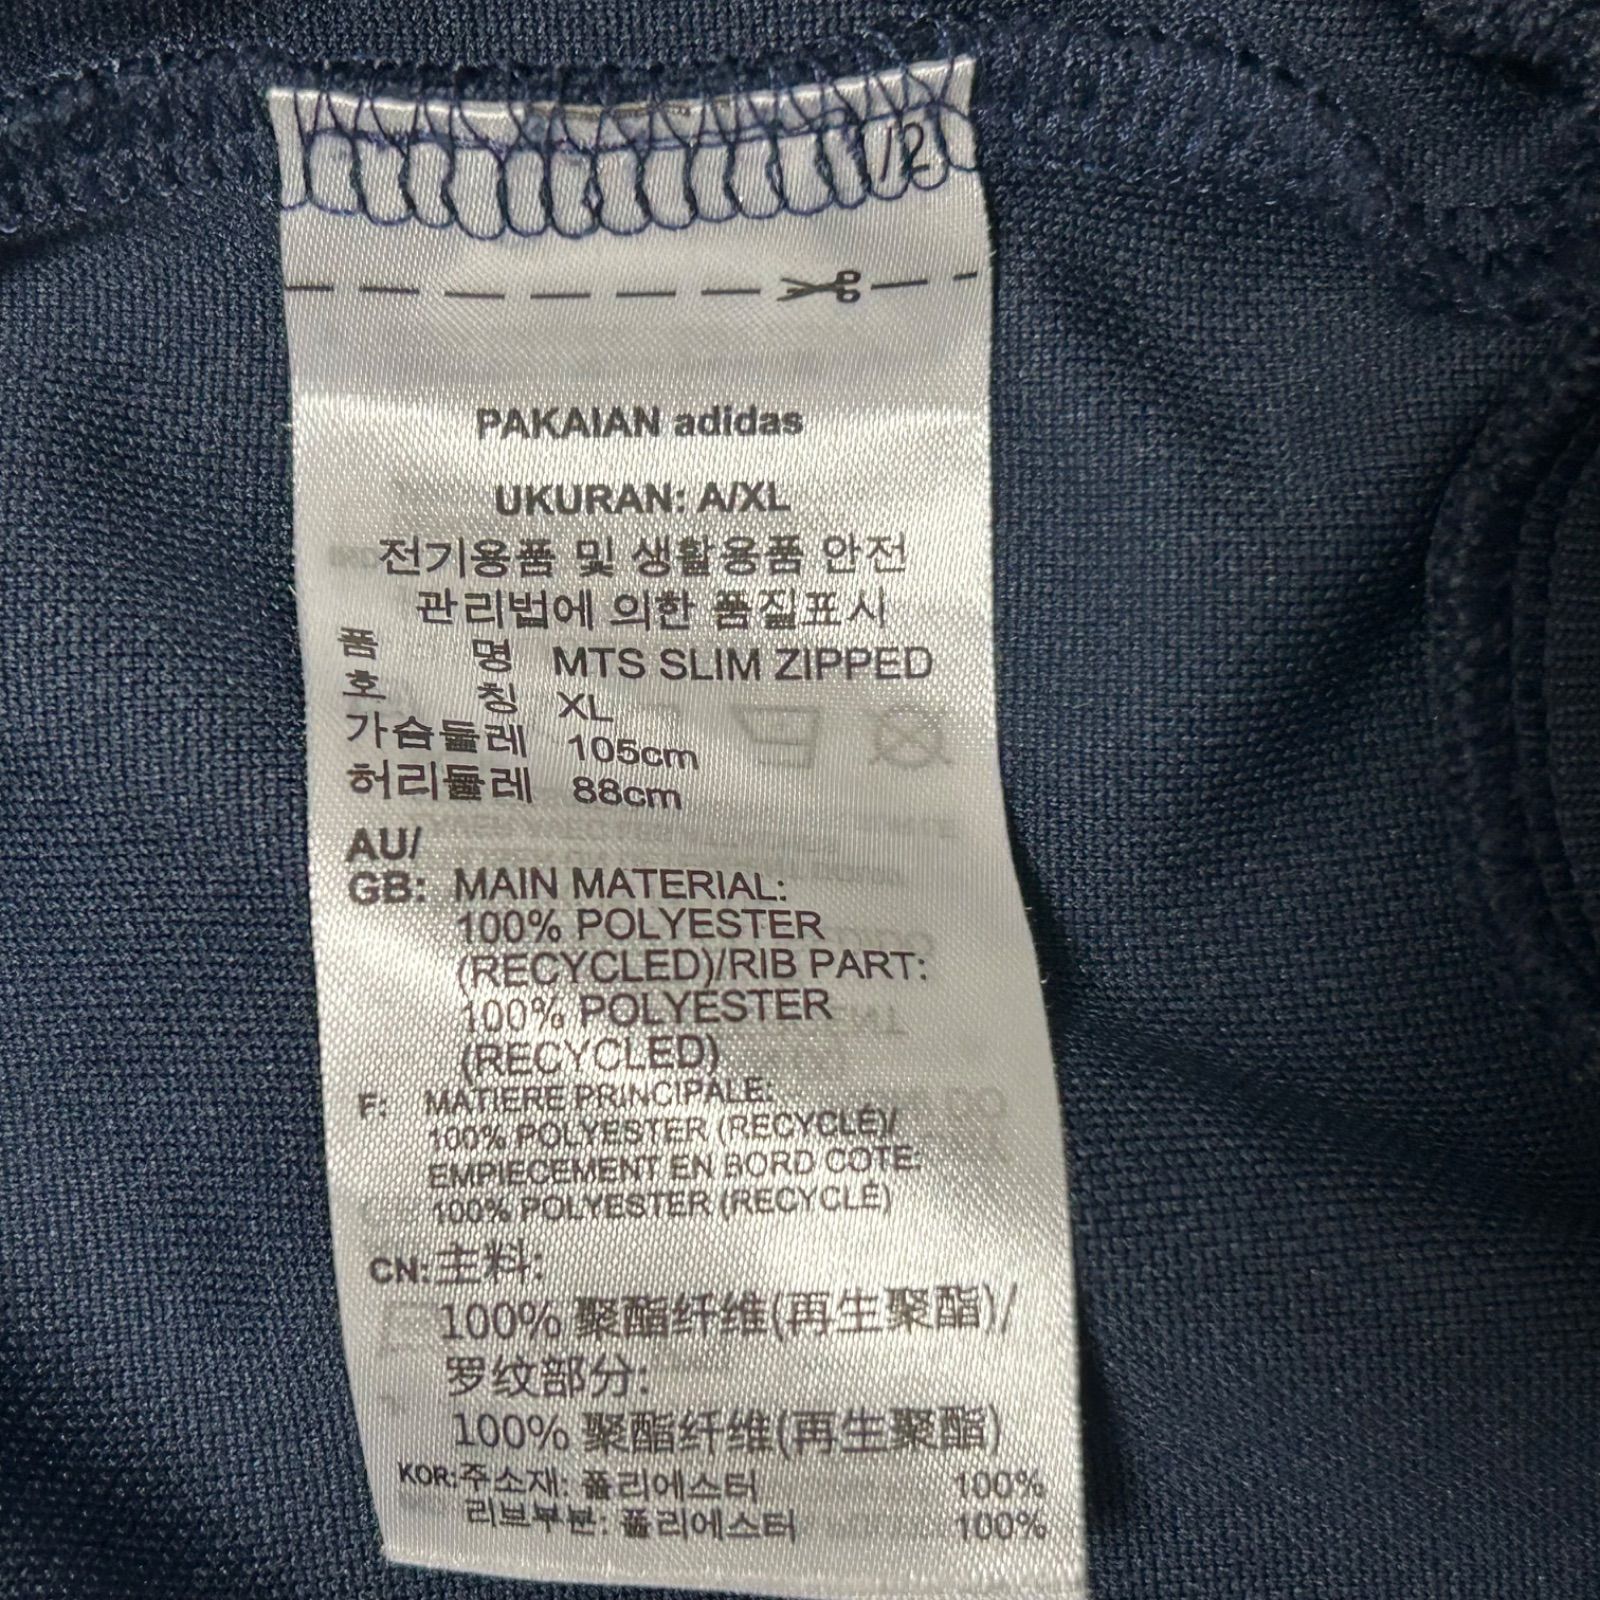 /2
PAKAIAN adidas
UKURAN: A/XL
전기용품 및 생활용품 안전
관리법에 의한 품질표시
품 명 MTS SLIM ZIPPED
호 칭 XL
가슴둘레 105cm
허리둘레 88cm
AU/
GB: MAIN MATERIAL:
100% POLYESTER
(RECYCLED)/RIB PART:
100% POLYESTER
(RECYCLED)
F: MATIERE PRINCIPALE:
100% POLYESTER (RECYCLÉ)/
EMPIECEMENT EN BORD COTE:
100% POLYESTER (RECYCLÉ)
CN: 主料:
100% 聚酯纤维(再生聚酯)/
罗纹部分:
100% 聚酯纤维(再生聚酯)
KOR: 주소재: 폴리에스터 100%
리브부분: 폴리에스터 100%